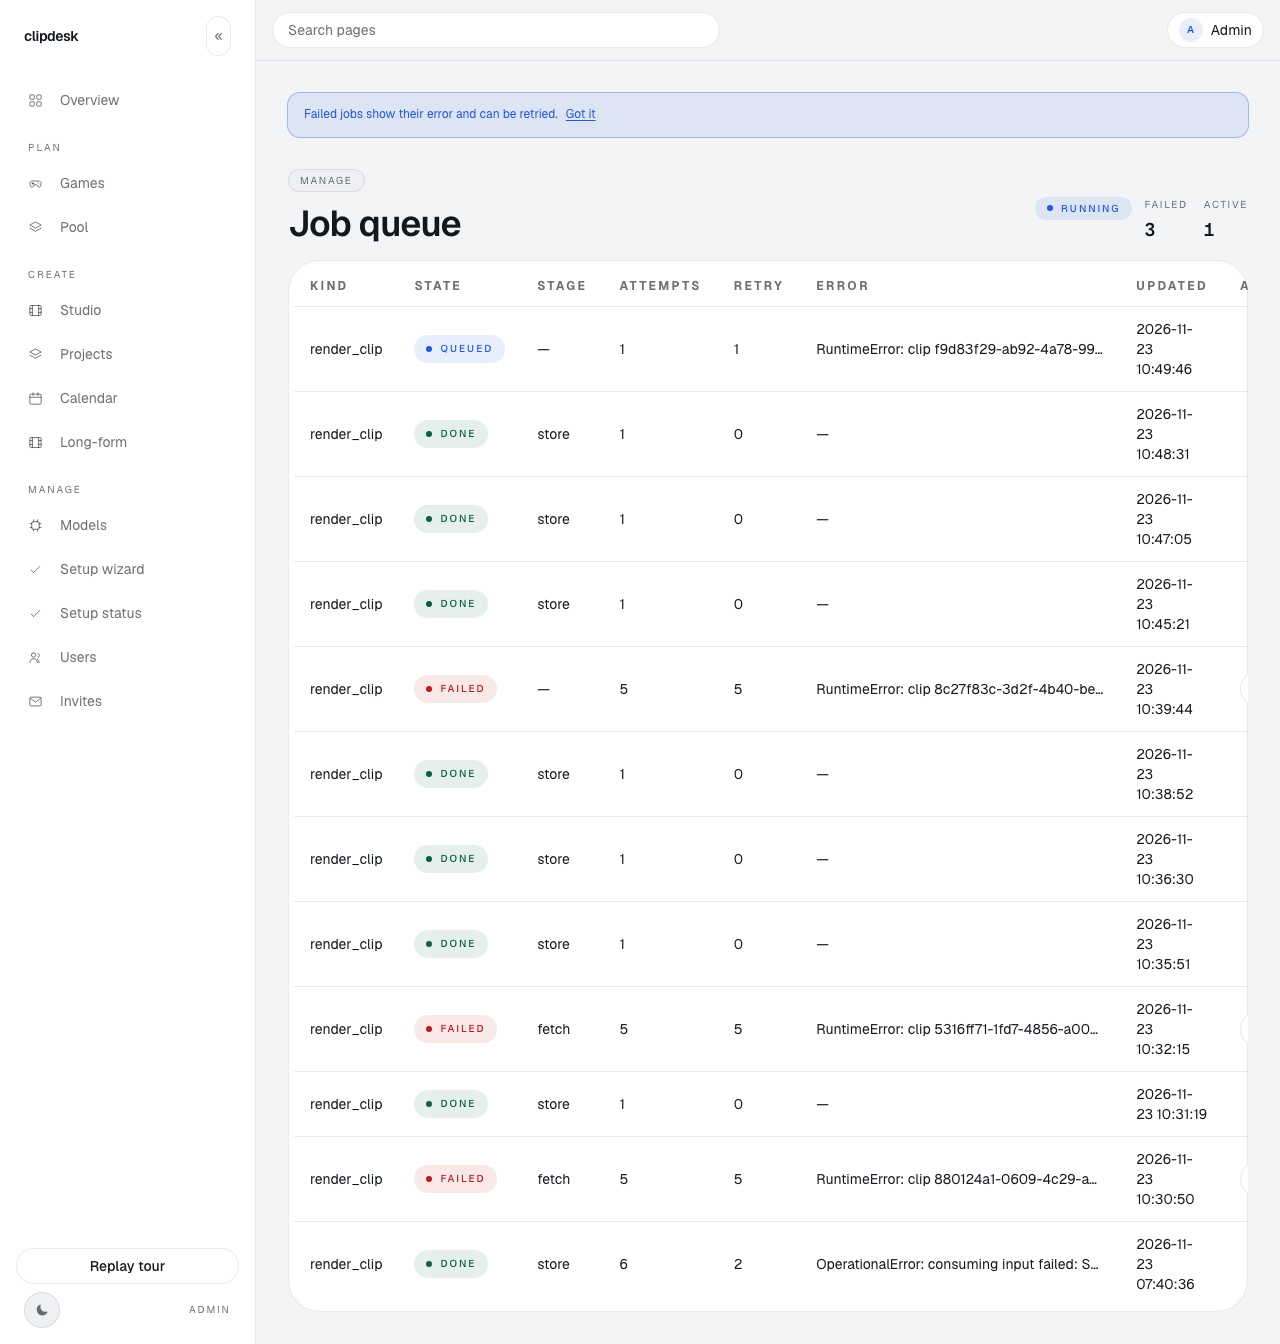 clipdesk
«
Search pages
A Admin
Overview
PLAN
Games
Pool
CREATE
Studio
Projects
Calendar
Long-form
MANAGE
Models
Setup wizard
Setup status
Users
Invites
Replay tour
ADMIN
Failed jobs show their error and can be retried. Got it
MANAGE
Job queue
RUNNING
FAILED
3
ACTIVE
1
KIND STATE STAGE ATTEMPTS RETRY ERROR UPDATED A
render_clip QUEUED — 1 1 RuntimeError: clip f9d83f29-ab92-4a78-99… 2026-11-
23
10:49:46
render_clip DONE store 1 0 — 2026-11-
23
10:48:31
render_clip DONE store 1 0 — 2026-11-
23
10:47:05
render_clip DONE store 1 0 — 2026-11-
23
10:45:21
render_clip FAILED — 5 5 RuntimeError: clip 8c27f83c-3d2f-4b40-be… 2026-11-
23
10:39:44
render_clip DONE store 1 0 — 2026-11-
23
10:38:52
render_clip DONE store 1 0 — 2026-11-
23
10:36:30
render_clip DONE store 1 0 — 2026-11-
23
10:35:51
render_clip FAILED fetch 5 5 RuntimeError: clip 5316ff71-1fd7-4856-a00… 2026-11-
23
10:32:15
render_clip DONE store 1 0 — 2026-11-
23 10:31:19
render_clip FAILED fetch 5 5 RuntimeError: clip 880124a1-0609-4c29-a… 2026-11-
23
10:30:50
render_clip DONE store 6 2 OperationalError: consuming input failed: S… 2026-11-
23
07:40:36